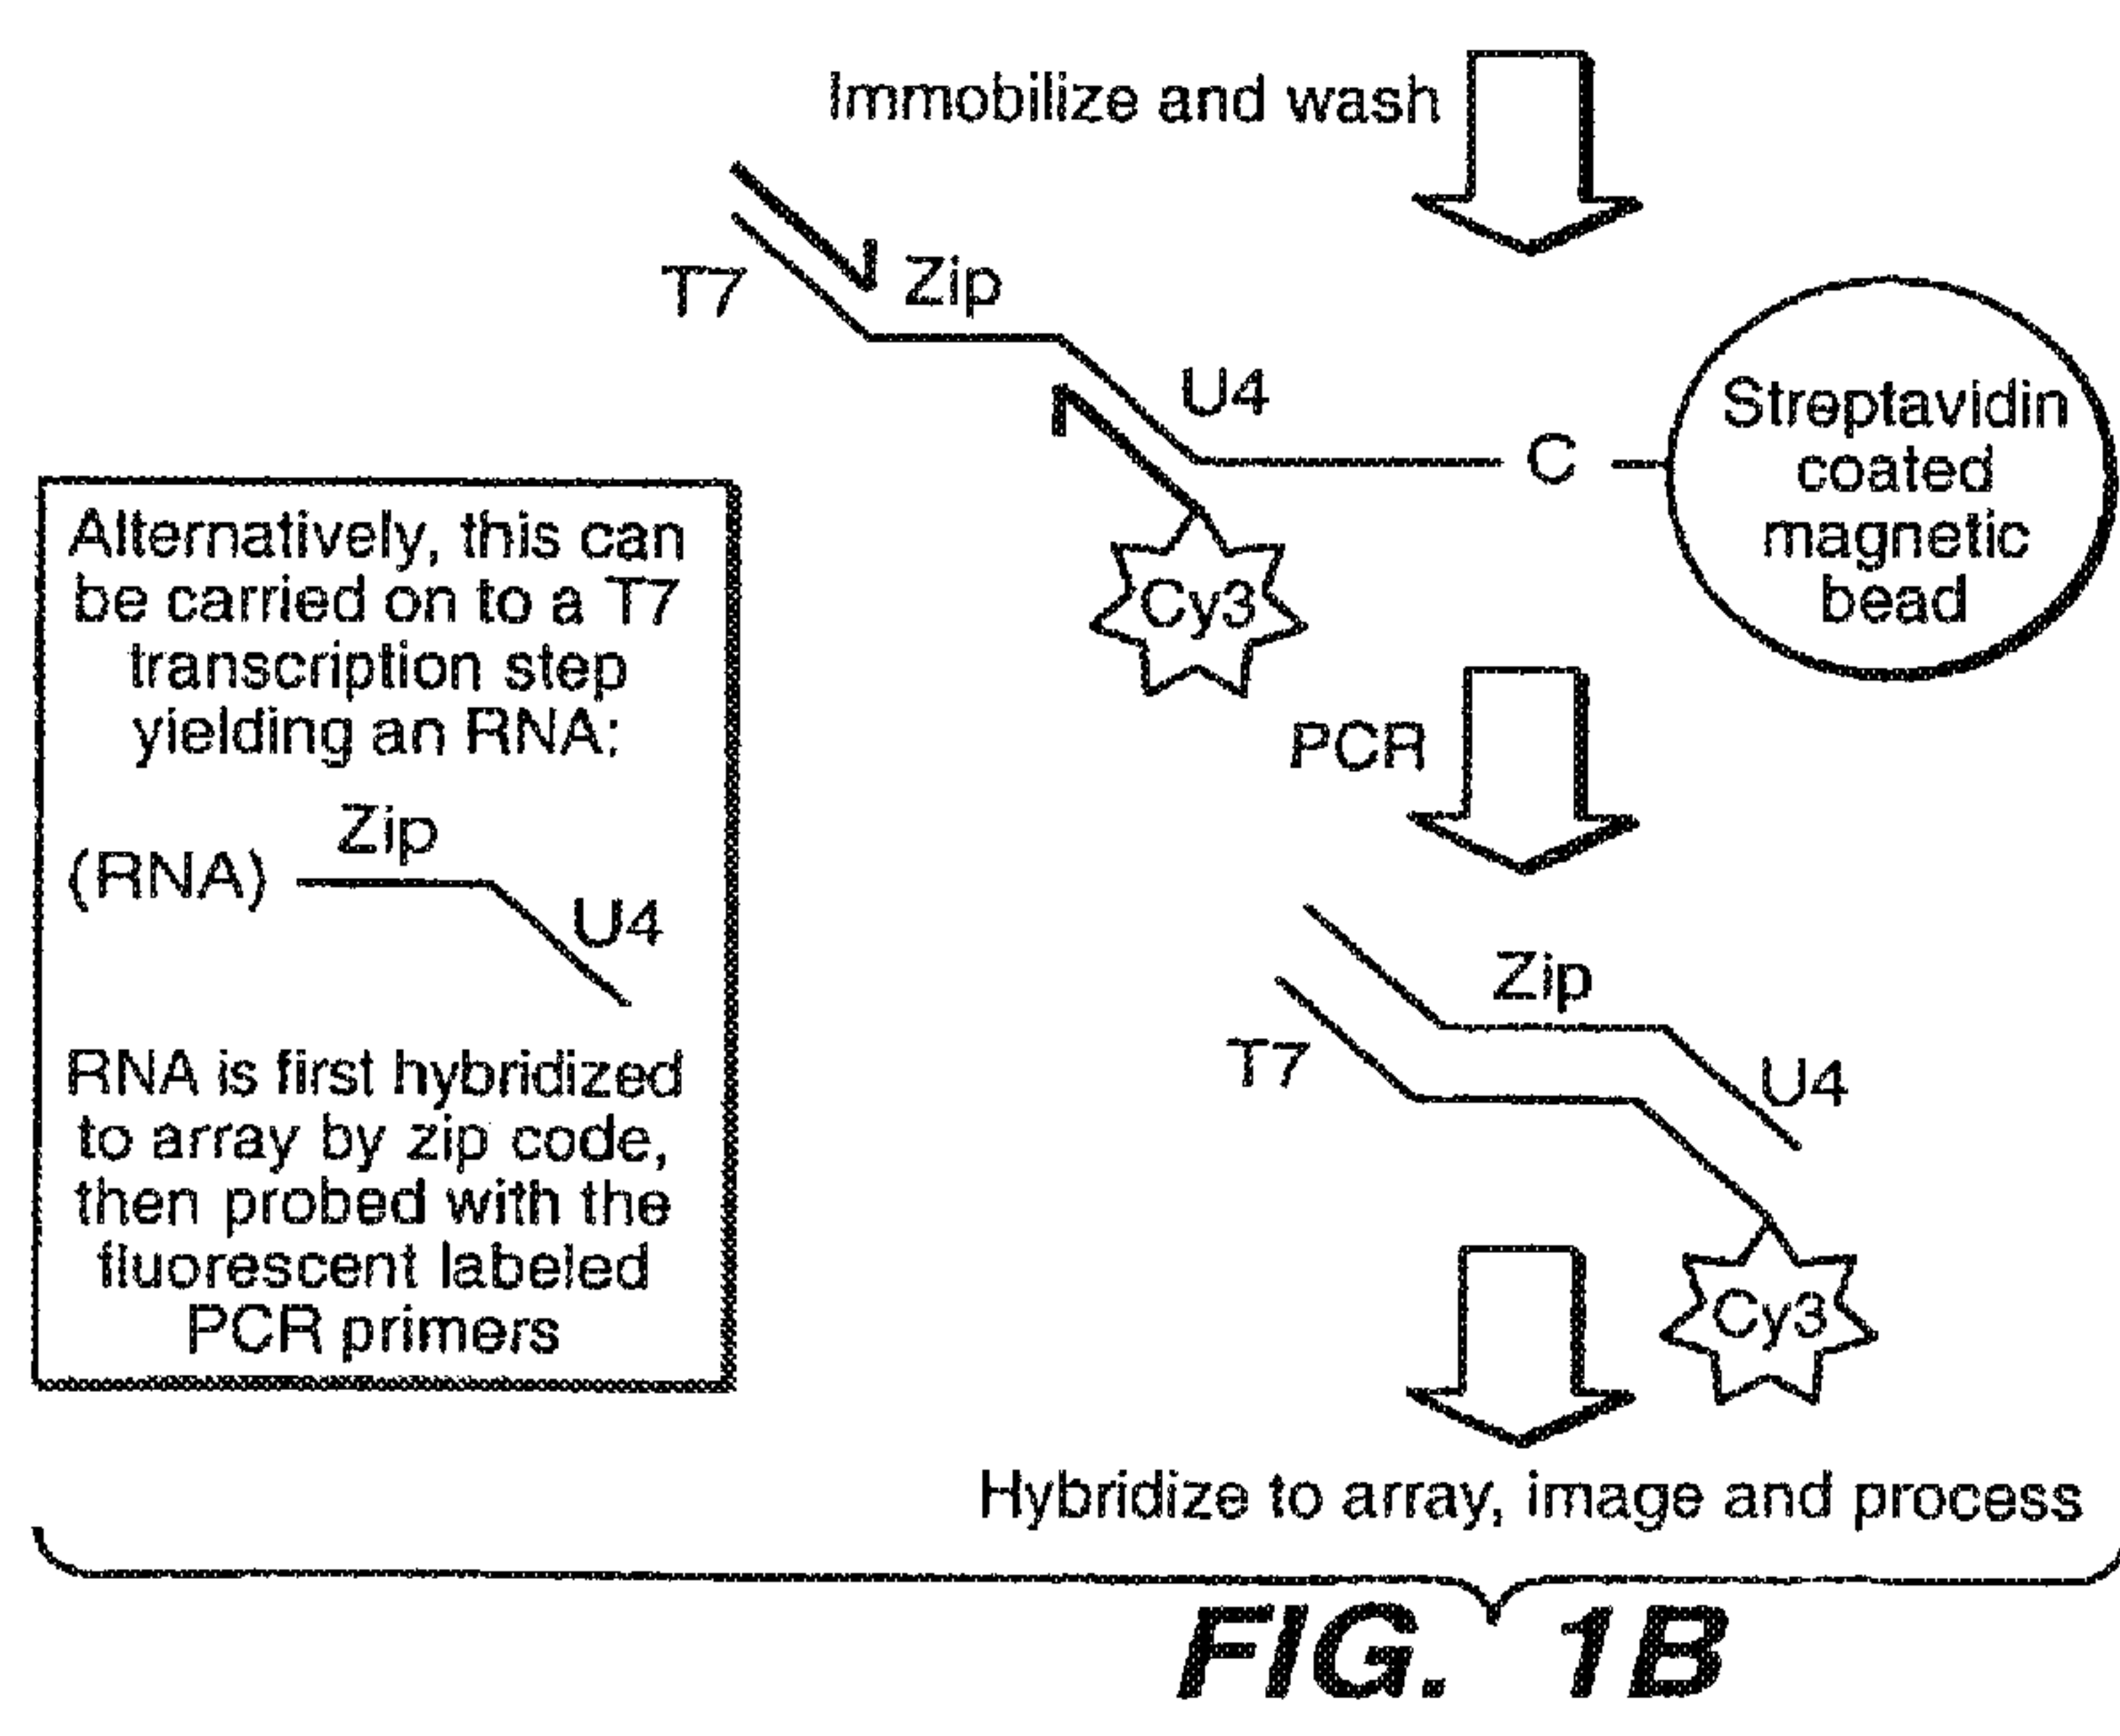 Immobilize and wash
T7
Zip
U4
C
Streptavidin
coated
magnetic
bead
Cy3
Alternatively, this can
be carried on to a T7
transcription step
yielding an RNA:
Zip
(RNA)
U4
RNA is first hybridized
to array by zip code,
then probed with the
fluorescent labeled
PCR primers
PCR
Zip
T7
U4
Cy3
Hybridize to array, image and process
FIG. 1B